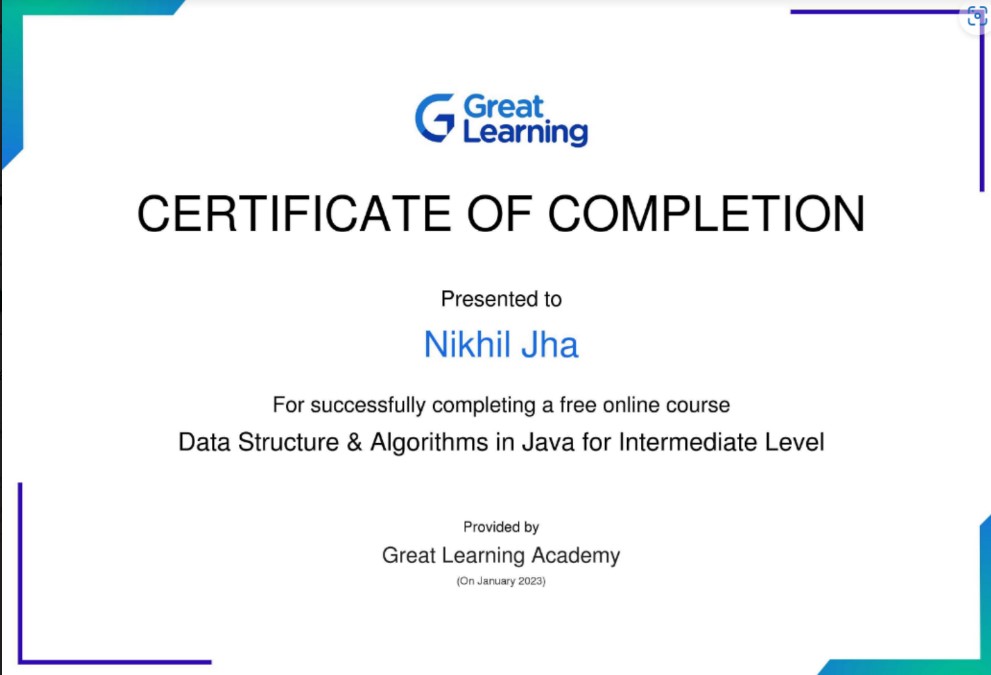 Great
Learning
CERTIFICATE OF COMPLETION
Presented to
Nikhil Jha
For successfully completing a free online course
Data Structure & Algorithms in Java for Intermediate Level
Provided by
Great Learning Academy
(On January 2023)